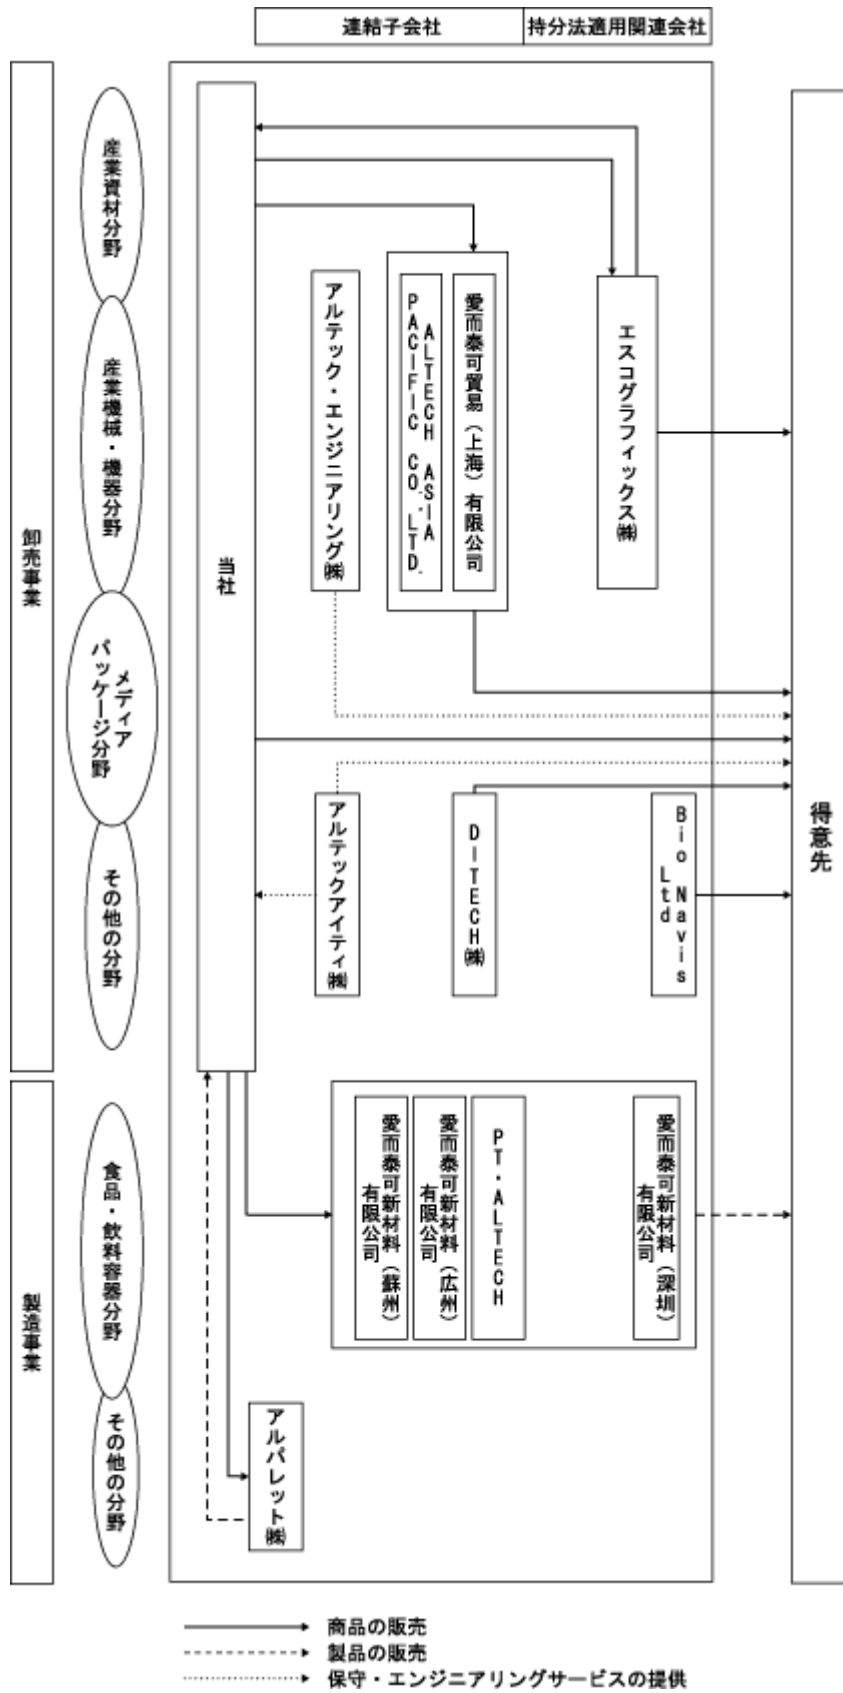 連結子会社
持分法適用関連会社
卸売事業
産業資材分野
産業機械・機器分野
メディア
パッケージ分野
その他の分野
当社
アルテック・エンジニアリング㈱
ALTECH ASIA
PACIFIC CO.,LTD.
愛而泰可貿易（上海）有限公司
エスコグラフィックス㈱
アルテックアイティ㈱
DITECH㈱
Bio Navis
Ltd
得意先
製造事業
食品・飲料容器分野
その他の分野
愛而泰可新材料（蘇州）
有限公司
愛而泰可新材料（広州）
有限公司
PT.ALTECH
愛而泰可新材料（深圳）
有限公司
アルパレット㈱
商品の販売
製品の販売
保守・エンジニアリングサービスの提供